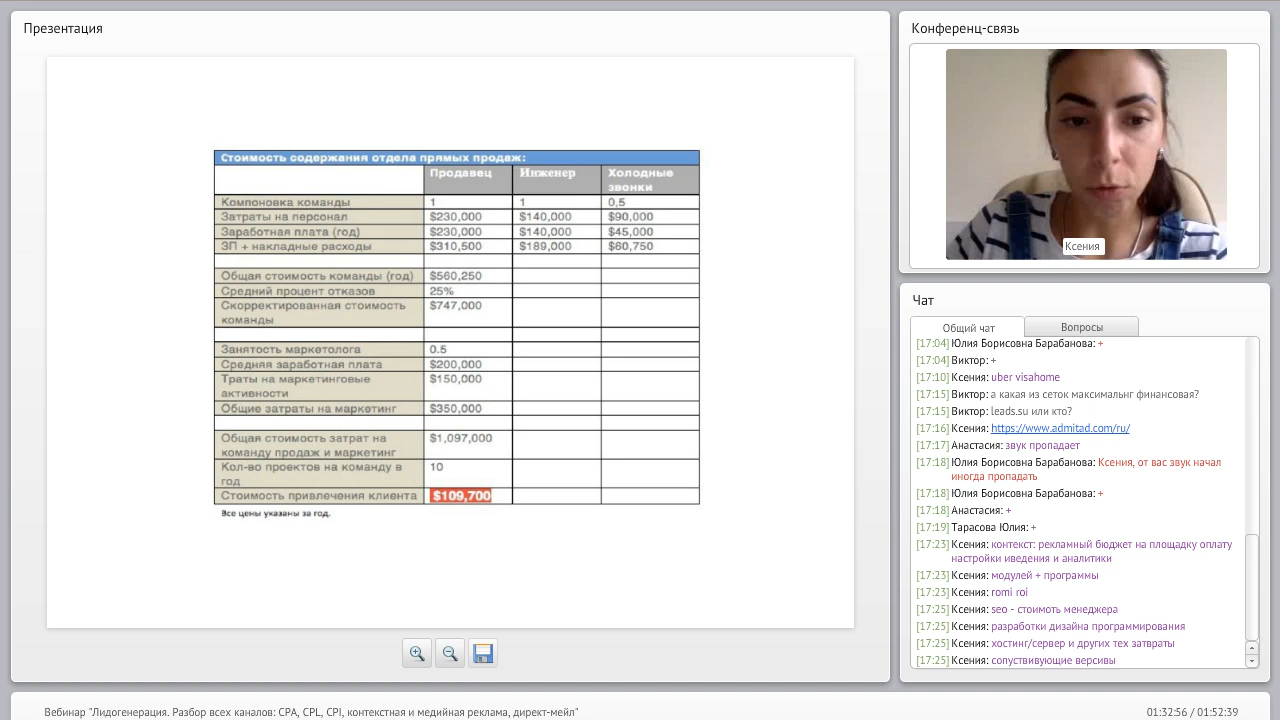 Презентация
Стоимость содержания отдела прямых продаж:
Продавец Инженер Холодные
звонки
Компоновка команды 1 1 0,5
Затраты на персонал $230,000 $140,000 $90,000
Заработная плата (год) $230,000 $140,000 $45,000
ЗП + накладные расходы $310,500 $189,000 $60,750
Общая стоимость команды (год) $560,250
Средний процент отказов 25%
Скорректированная стоимость $747,000
команды
Занятость маркетолога 0.5
Средняя заработная плата $200,000
Траты на маркетинговые $150,000
активности
Общие затраты на маркетинг $350,000
Общая стоимость затрат на $1,097,000
команду продаж и маркетинг
Кол-во проектов на команду в 10
год
Стоимость привлечения клиента $109,700
Все цены указаны за год.
Конференц-связь
Ксения
Чат
Общий чат Вопросы
[17:04] Юлия Борисовна Барабанова: +
[17:04] Виктор: +
[17:10] Ксения: uber visahome
[17:15] Виктор: а какая из сеток максимальнг финансовая?
[17:15] Виктор: leads.su или кто?
[17:16] Ксения: https://www.admitad.com/ru/
[17:17] Анастасия: звук пропадает
[17:18] Юлия Борисовна Барабанова: Ксения, от вас звук начал
иногда пропадать
[17:18] Юлия Борисовна Барабанова: +
[17:18] Анастасия: +
[17:19] Тарасова Юлия: +
[17:23] Ксения: контекст: рекламный бюджет на площадку оплату
настройки иведения и аналитики
[17:23] Ксения: модулей + программы
[17:23] Ксения: romi roi
[17:25] Ксения: seo - стоимоть менеджера
[17:25] Ксения: разработки дизайна программирования
[17:25] Ксения: хостинг/сервер и других тех затвраты
[17:25] Ксения: сопуствивующие версивы
Вебинар "Лидогенерация. Разбор всех каналов: CPA, CPL, CPI, контекстная и медийная реклама, директ-мейл"
01:32:56 / 01:52:39